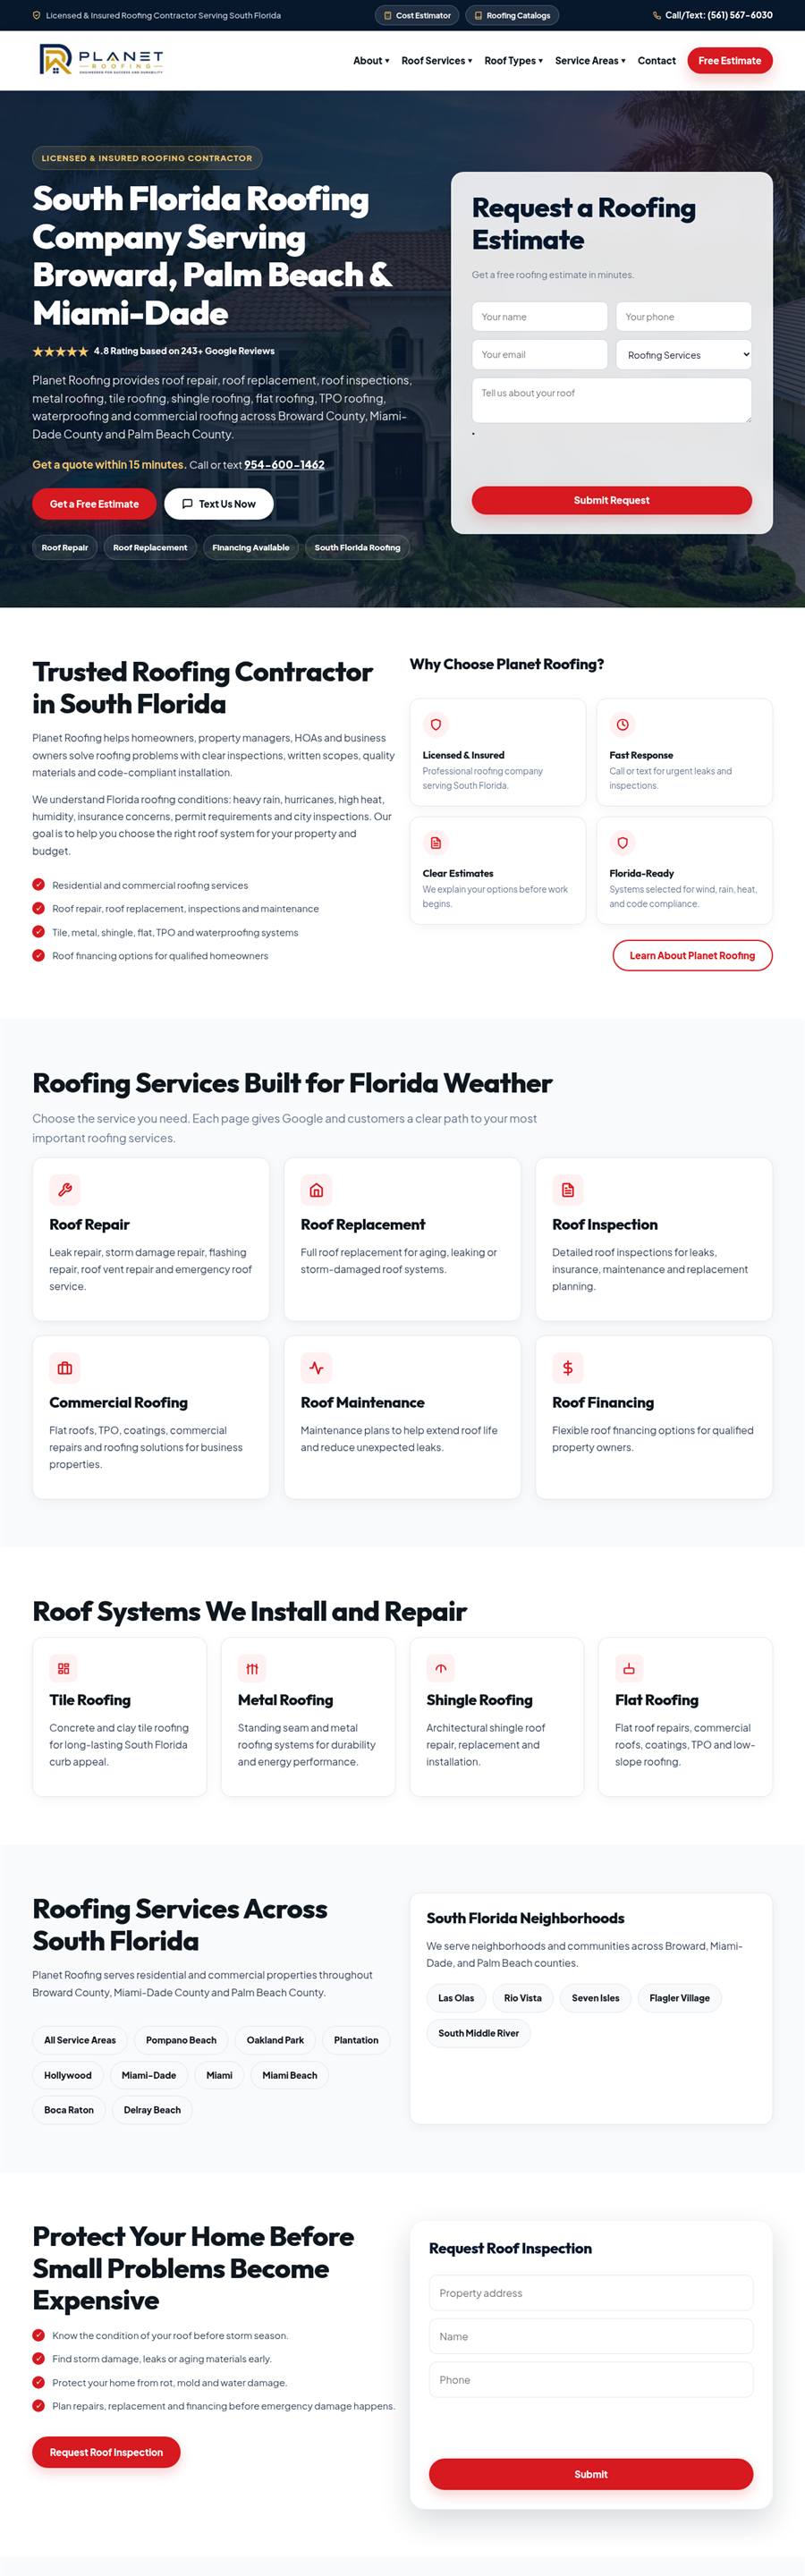 Licensed & Insured Roofing Contractor Serving South Florida
Cost Estimator
Roofing Catalogs
Call/Text: (561) 567-6030
PLANET
ROOFING
ENGINEERED FOR SUCCESS AND DURABILITY
About ▾
Roof Services ▾
Roof Types ▾
Service Areas ▾
Contact
Free Estimate
LICENSED & INSURED ROOFING CONTRACTOR
South Florida Roofing
Company Serving
Broward, Palm Beach &
Miami-Dade
★★★★★ 4.8 Rating based on 243+ Google Reviews
Planet Roofing provides roof repair, roof replacement, roof inspections,
metal roofing, tile roofing, shingle roofing, flat roofing, TPO roofing,
waterproofing and commercial roofing across Broward County, Miami-
Dade County and Palm Beach County.
Get a quote within 15 minutes. Call or text 954-600-1462
Get a Free Estimate
Text Us Now
Roof Repair
Roof Replacement
Financing Available
South Florida Roofing
Request a Roofing
Estimate
Get a free roofing estimate in minutes.
Your name
Your phone
Your email
Roofing Services
Tell us about your roof
Submit Request
Trusted Roofing Contractor
in South Florida
Planet Roofing helps homeowners, property managers, HOAs and business
owners solve roofing problems with clear inspections, written scopes, quality
materials and code-compliant installation.
We understand Florida roofing conditions: heavy rain, hurricanes, high heat,
humidity, insurance concerns, permit requirements and city inspections. Our
goal is to help you choose the right roof system for your property and
budget.
✓ Residential and commercial roofing services
✓ Roof repair, roof replacement, inspections and maintenance
✓ Tile, metal, shingle, flat, TPO and waterproofing systems
✓ Roof financing options for qualified homeowners
Why Choose Planet Roofing?
Licensed & Insured
Professional roofing company
serving South Florida.
Fast Response
Call or text for urgent leaks and
inspections.
Clear Estimates
We explain your options before work
begins.
Florida-Ready
Systems selected for wind, rain, heat,
and code compliance.
Learn About Planet Roofing
Roofing Services Built for Florida Weather
Choose the service you need. Each page gives Google and customers a clear path to your most
important roofing services.
Roof Repair
Leak repair, storm damage repair, flashing
repair, roof vent repair and emergency roof
service.
Roof Replacement
Full roof replacement for aging, leaking or
storm-damaged roof systems.
Roof Inspection
Detailed roof inspections for leaks,
insurance, maintenance and replacement
planning.
Commercial Roofing
Flat roofs, TPO, coatings, commercial
repairs and roofing solutions for business
properties.
Roof Maintenance
Maintenance plans to help extend roof life
and reduce unexpected leaks.
Roof Financing
Flexible roof financing options for qualified
property owners.
Roof Systems We Install and Repair
Tile Roofing
Concrete and clay tile roofing
for long-lasting South Florida
curb appeal.
Metal Roofing
Standing seam and metal
roofing systems for durability
and energy performance.
Shingle Roofing
Architectural shingle roof
repair, replacement and
installation.
Flat Roofing
Flat roof repairs, commercial
roofs, coatings, TPO and low-
slope roofing.
Roofing Services Across
South Florida
Planet Roofing serves residential and commercial properties throughout
Broward County, Miami-Dade County and Palm Beach County.
All Service Areas
Pompano Beach
Oakland Park
Plantation
Hollywood
Miami-Dade
Miami
Miami Beach
Boca Raton
Delray Beach
South Florida Neighborhoods
We serve neighborhoods and communities across Broward, Miami-
Dade, and Palm Beach counties.
Las Olas
Rio Vista
Seven Isles
Flagler Village
South Middle River
Protect Your Home Before
Small Problems Become
Expensive
✓ Know the condition of your roof before storm season.
✓ Find storm damage, leaks or aging materials early.
✓ Protect your home from rot, mold and water damage.
✓ Plan repairs, replacement and financing before emergency damage happens.
Request Roof Inspection
Request Roof Inspection
Property address
Name
Phone
Submit